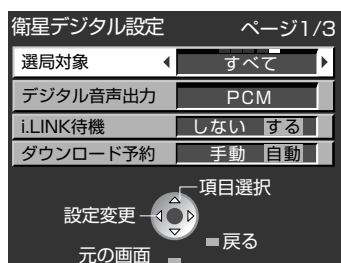 衛星デジタル設定 ページ1/3
選局対象 すべて
デジタル音声出力 PCM
i.LINK待機 しない する
ダウンロード予約 手動 自動
項目選択
設定変更
戻る
元の画面